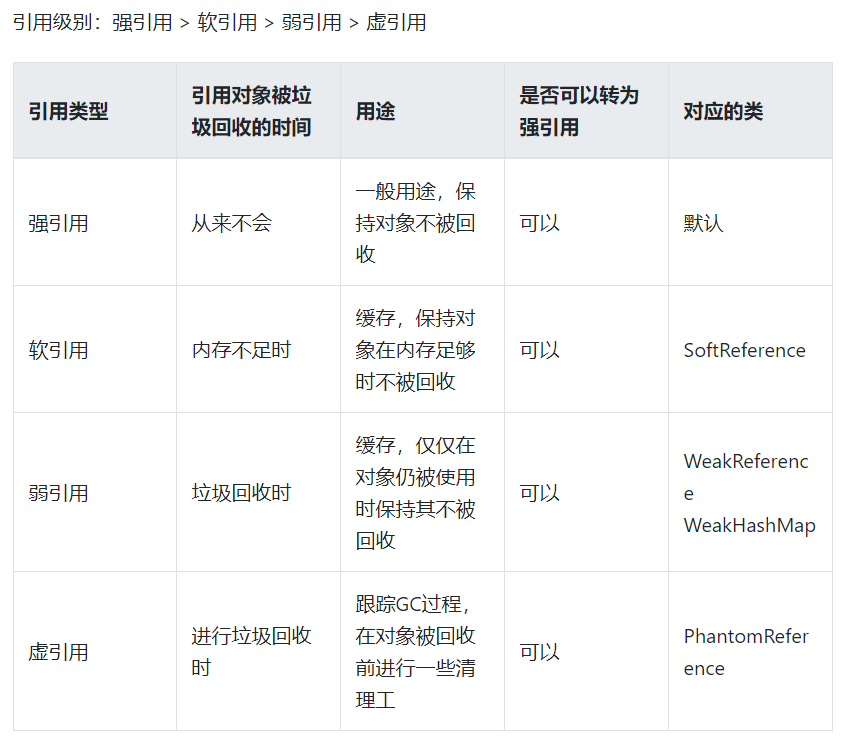 引用级别：强引用 > 软引用 > 弱引用 > 虚引用
引用类型
引用对象被垃
圾回收的时间
用途
是否可以转为
强引用
对应的类
强引用
从来不会
一般用途，保
持对象不被回
收
可以
默认
软引用
内存不足时
缓存，保持对
象在内存足够
时不被回收
可以
SoftReference
弱引用
垃圾回收时
缓存，仅仅在
对象仍被使用
时保持其不被
回收
可以
WeakReferenc
e
WeakHashMap
虚引用
进行垃圾回收
时
跟踪GC过程，
在对象被回收
前进行一些清
理工
可以
PhantomRefer
ence